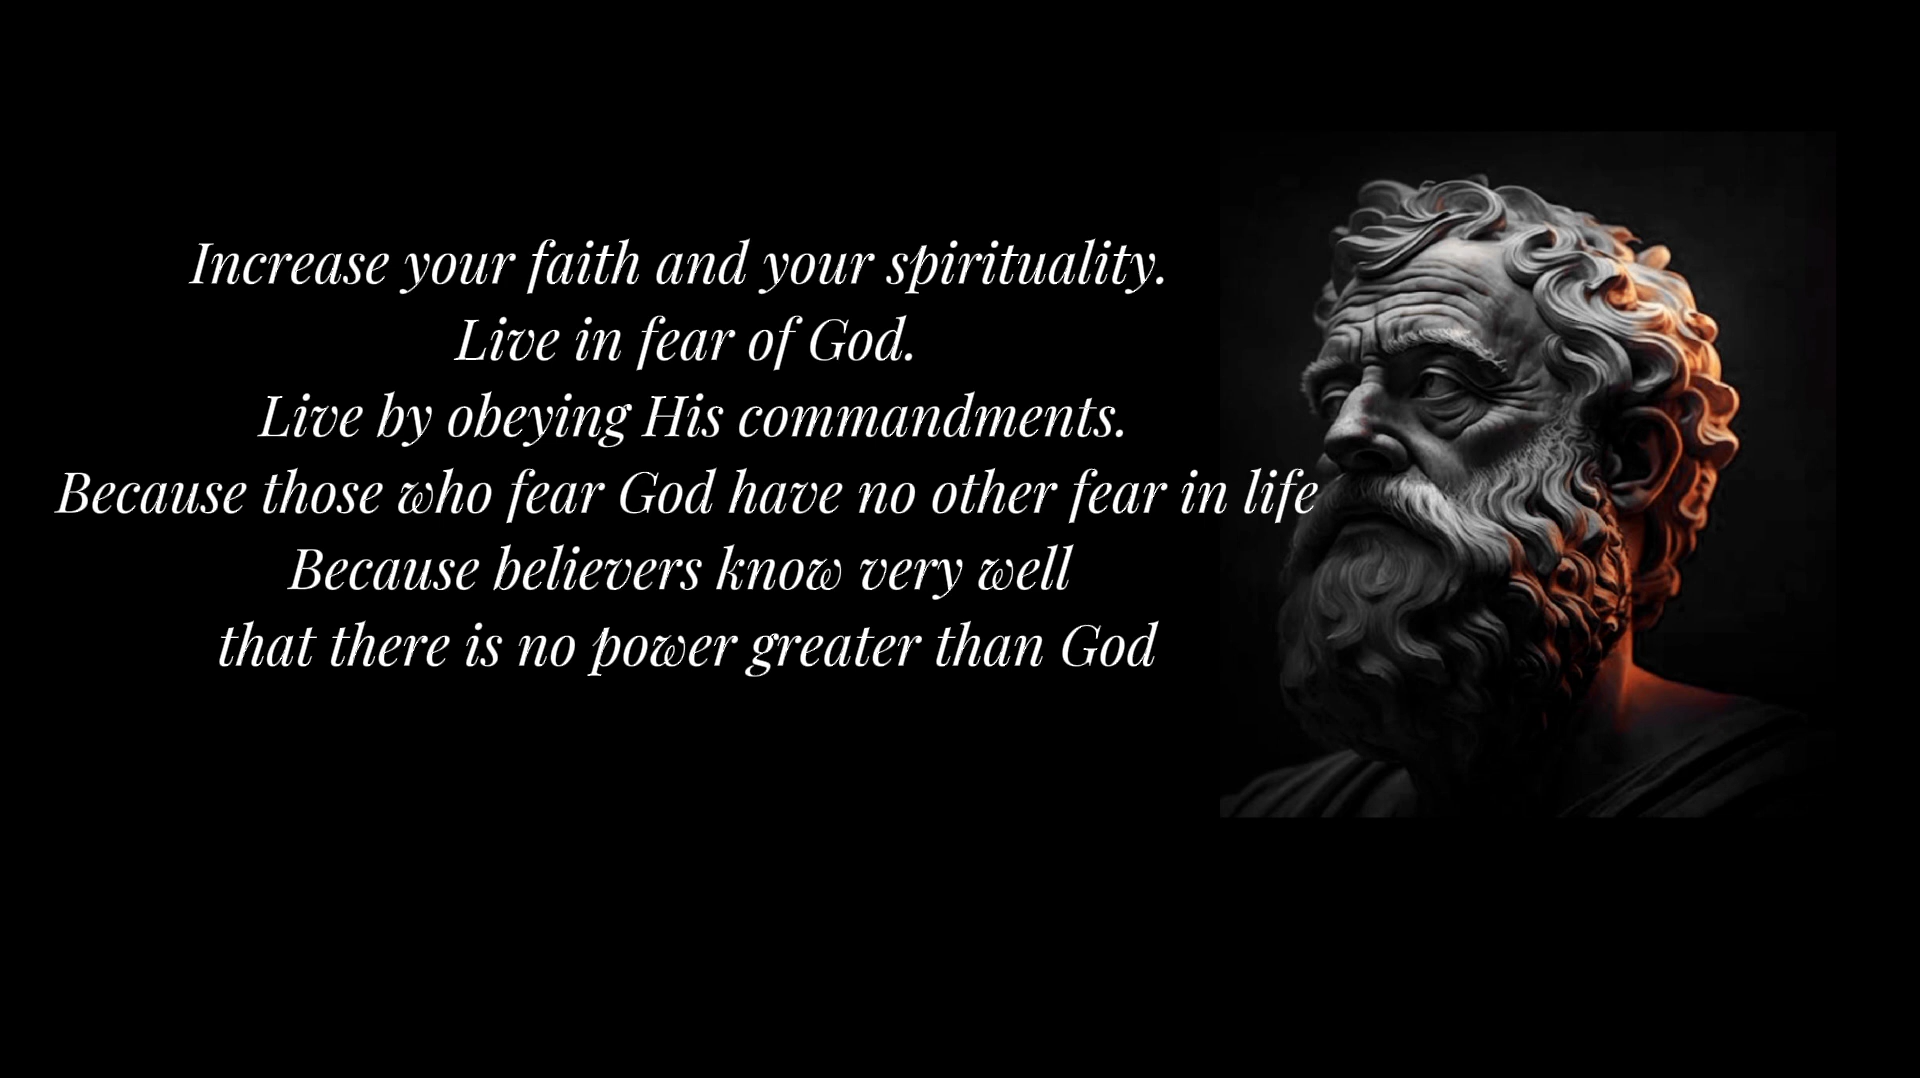 Increase your faith and your spirituality.
Live in fear of God.
Live by obeying His commandments.
Because those who fear God have no other fear in life
Because believers know very well
that there is no power greater than God